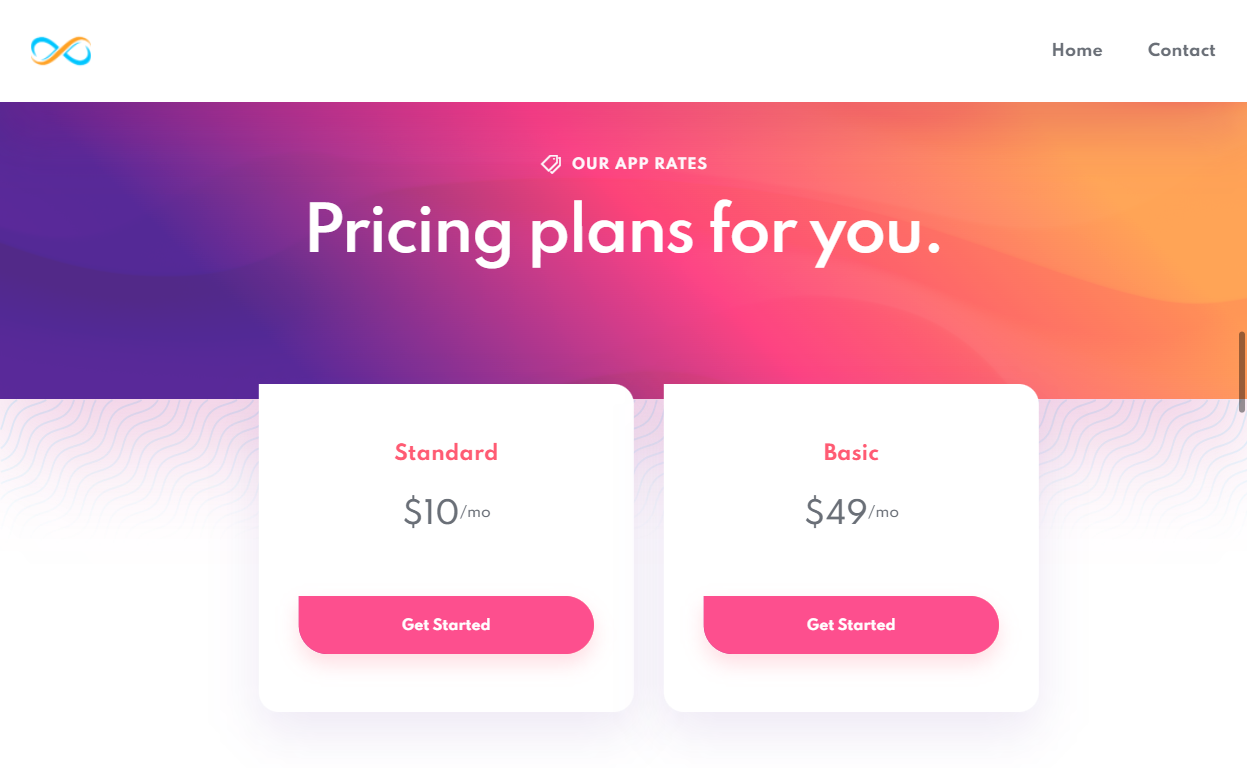 Home Contact
OUR APP RATES
Pricing plans for you.
Standard
$10/mo
Get Started
Basic
$49/mo
Get Started